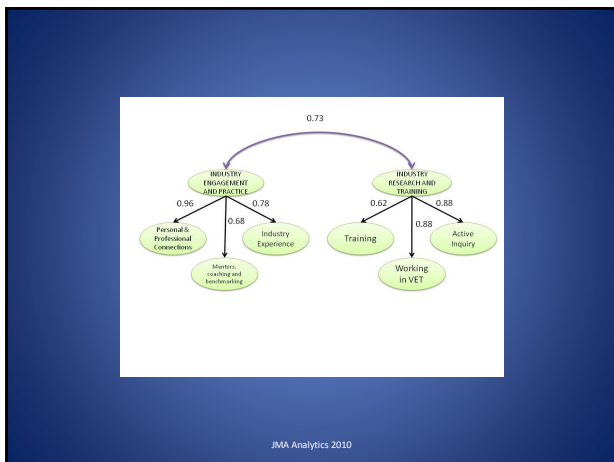 0.73
INDUSTRY
ENGAGEMENT
AND PRACTICE
INDUSTRY
RESEARCH AND
TRAINING
0.96
0.68
0.78
0.62
0.88
0.88
Personal &
Professional
Connections
Mentors,
coaching and
benchmarking
Industry
Experience
Training
Working
in VET
Active
Inquiry
JMA Analytics 2010